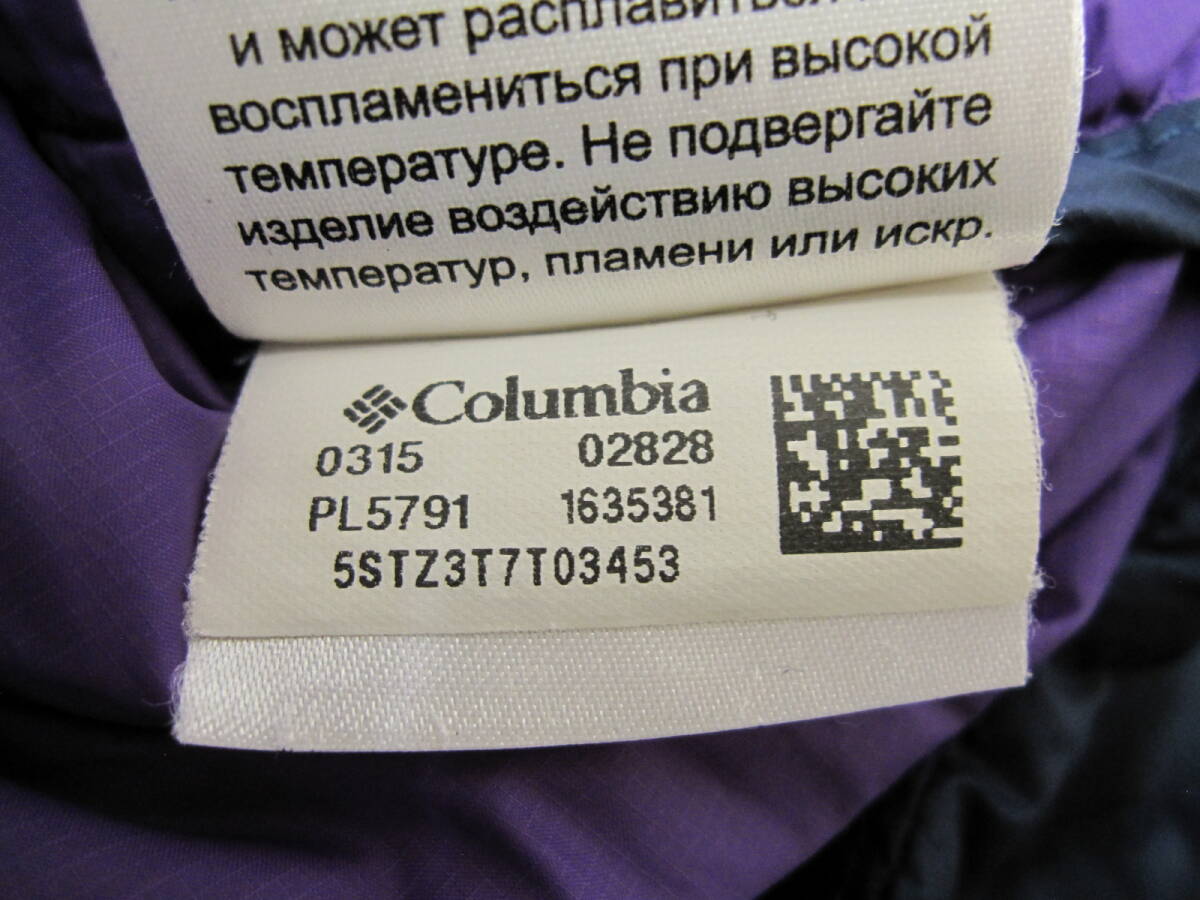 и может расплавиться
воспламениться при высокой
температуре. Не подвергайте
изделие воздействию высоких
температур, пламени или искр.
Columbia
0315 02828
PL5791 1635381
5STZ3T7T03453